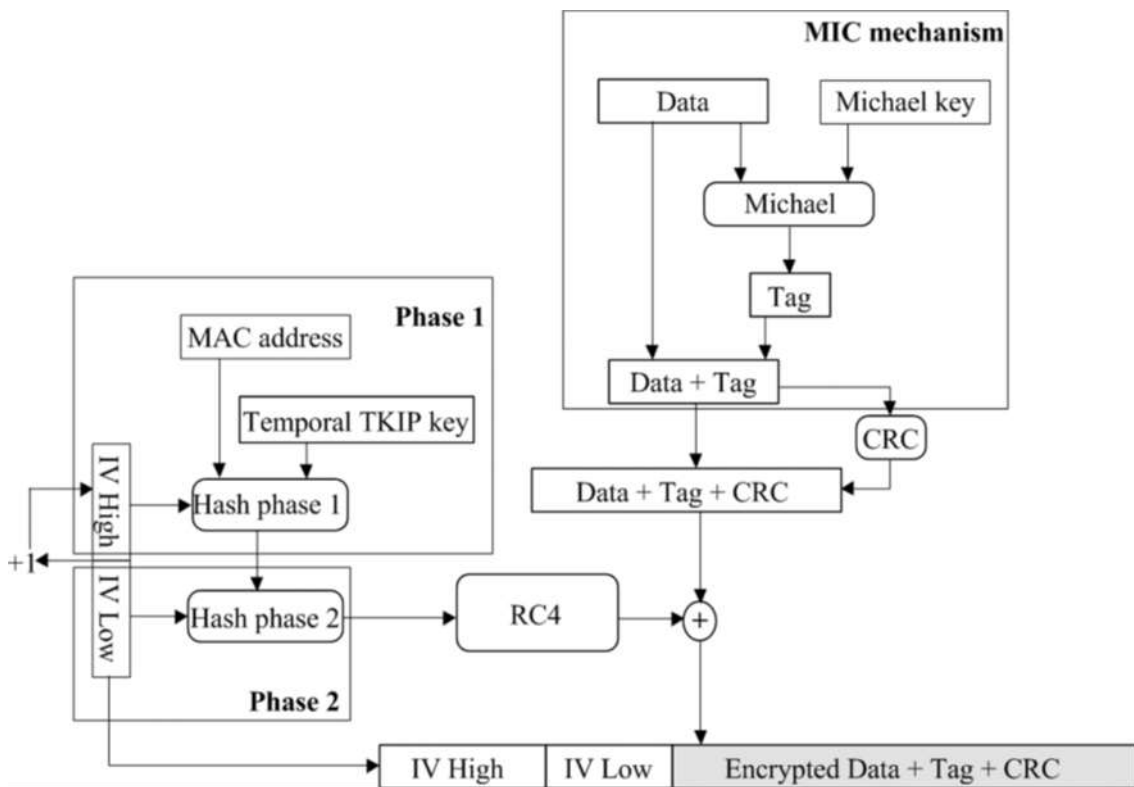 MIC mechanism
Data
Michael key
Michael
Tag
Phase 1
MAC address
Data + Tag
Temporal TKIP key
CRC
IV High
Hash phase 1
Data + Tag + CRC
+1
IV Low
Hash phase 2
RC4
+
Phase 2
IV High
IV Low
Encrypted Data + Tag + CRC